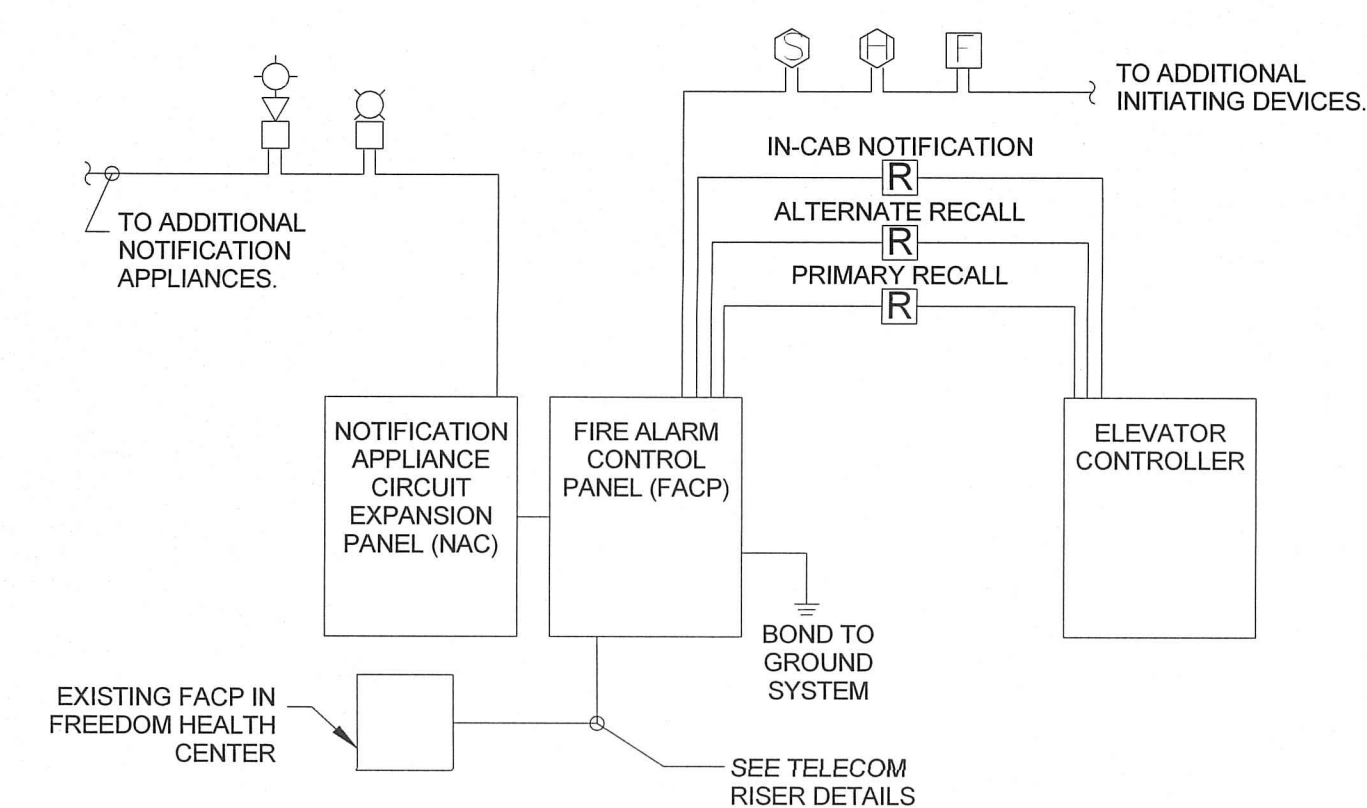 S
H
F
TO ADDITIONAL
INITIATING DEVICES.
IN-CAB NOTIFICATION
R
ALTERNATE RECALL
R
PRIMARY RECALL
R
TO ADDITIONAL
NOTIFICATION
APPLIANCES.
NOTIFICATION
APPLIANCE
CIRCUIT
EXPANSION
PANEL (NAC)
FIRE ALARM
CONTROL
PANEL (FACP)
ELEVATOR
CONTROLLER
BOND TO
GROUND
SYSTEM
EXISTING FACP IN
FREEDOM HEALTH
CENTER
SEE TELECOM
RISER DETAILS